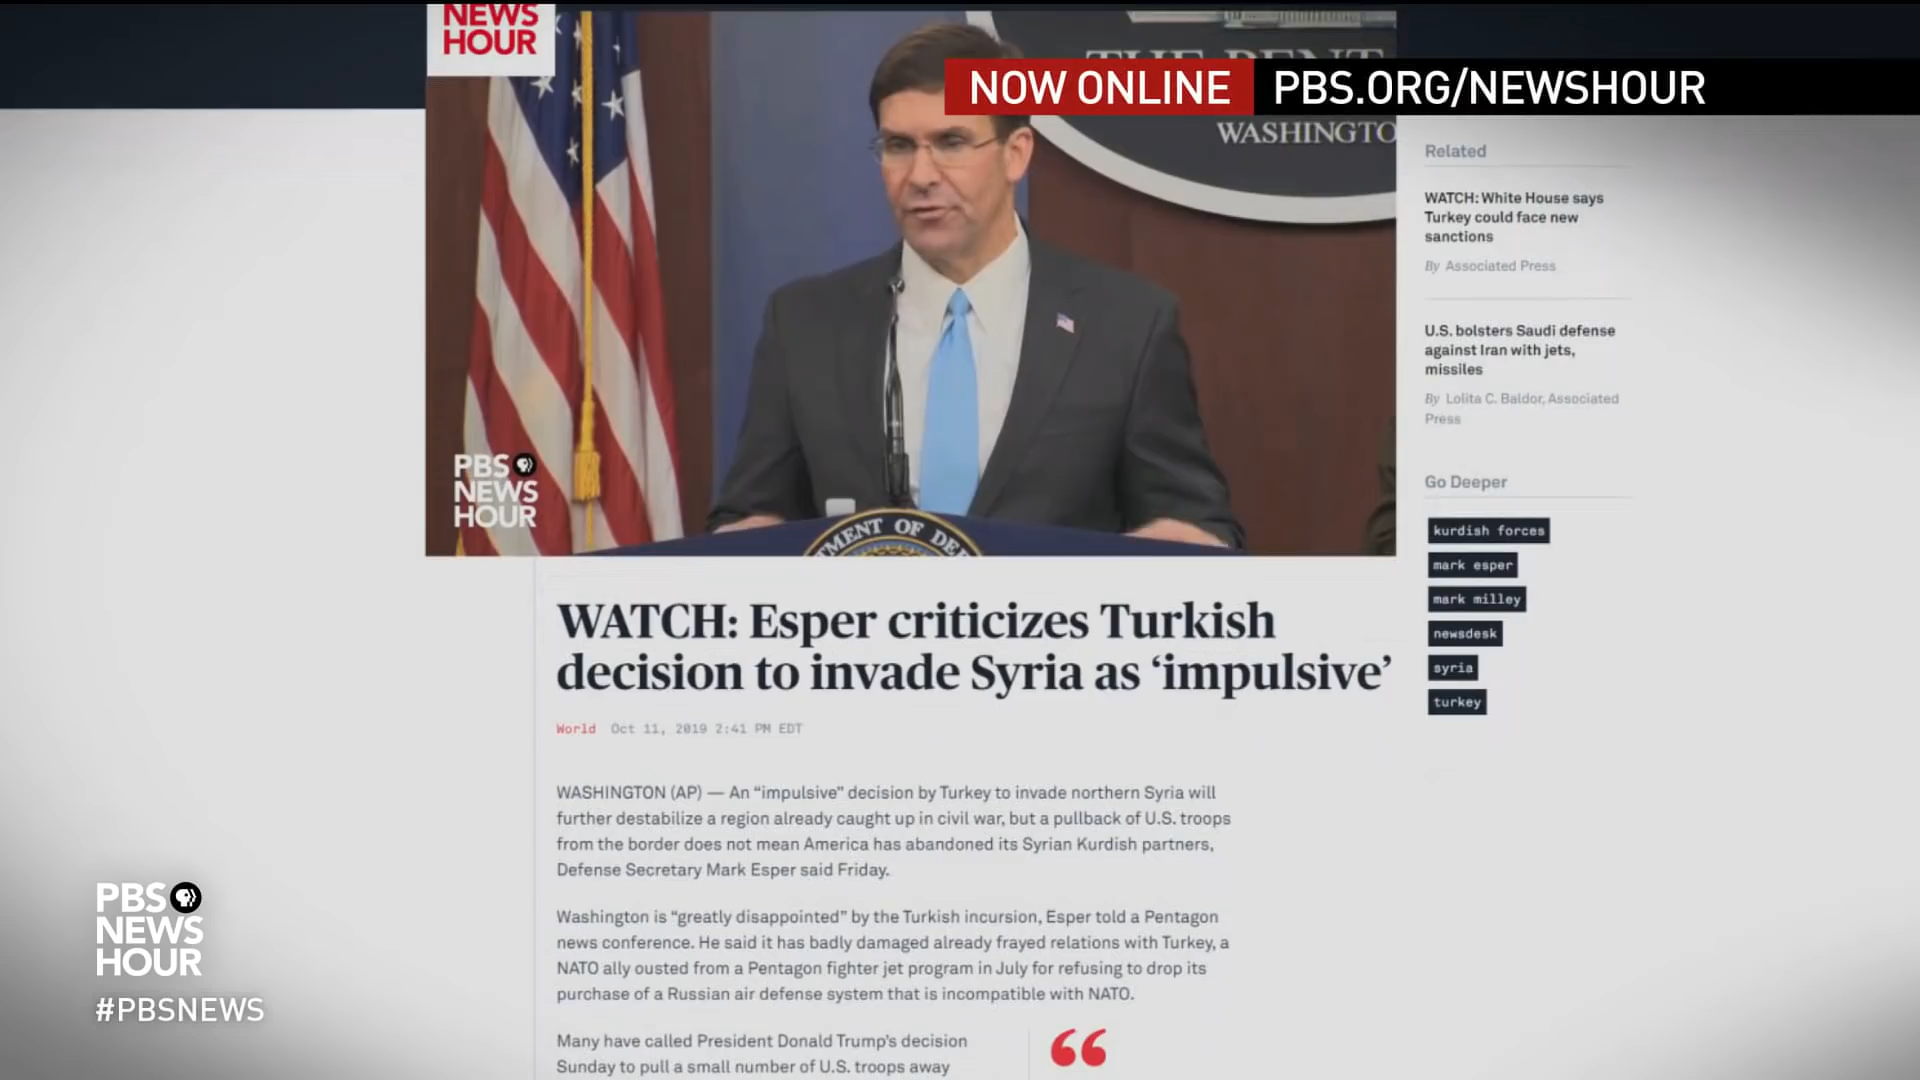 NEWS
HOUR
THE PENT
NOW ONLINE
PBS.ORG/NEWSHOUR
WASHINGTO
PBS
NEWS
HOUR
MENT OF DEF
WATCH: Esper criticizes Turkish
decision to invade Syria as ‘impulsive’
World Oct 11, 2019 2:41 PM EDT
WASHINGTON (AP) — An “impulsive” decision by Turkey to invade northern Syria will
further destabilize a region already caught up in civil war, but a pullback of U.S. troops
from the border does not mean America has abandoned its Syrian Kurdish partners,
Defense Secretary Mark Esper said Friday.
Washington is “greatly disappointed” by the Turkish incursion, Esper told a Pentagon
news conference. He said it has badly damaged already frayed relations with Turkey, a
NATO ally ousted from a Pentagon fighter jet program in July for refusing to drop its
purchase of a Russian air defense system that is incompatible with NATO.
Many have called President Donald Trump’s decision
Sunday to pull a small number of U.S. troops away
“
Related
WATCH: White House says
Turkey could face new
sanctions
By Associated Press
U.S. bolsters Saudi defense
against Iran with jets,
missiles
By Lolita C. Baldor, Associated
Press
Go Deeper
kurdish forces
mark esper
mark milley
newsdesk
syria
turkey
PBS
NEWS
HOUR
#PBSNEWS